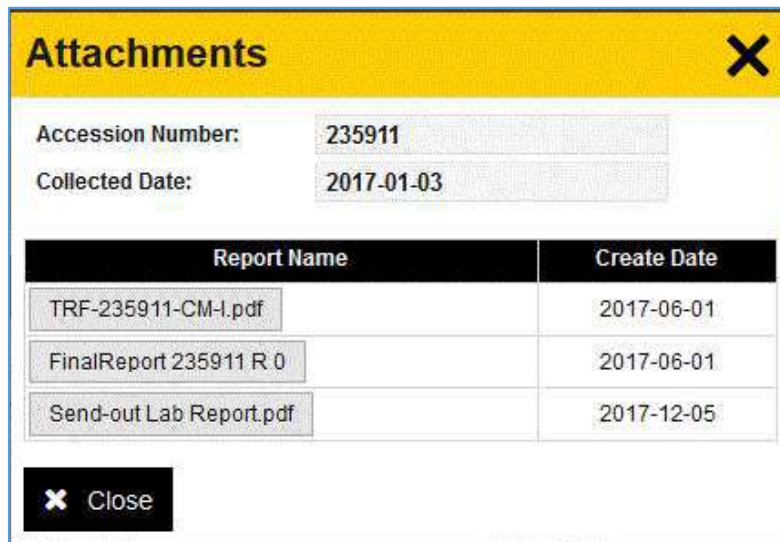 Attachments
Accession Number: 235911
Collected Date: 2017-01-03
Report Name Create Date
TRF-235911-CM-I.pdf 2017-06-01
FinalReport 235911 R 0 2017-06-01
Send-out Lab Report.pdf 2017-12-05
Close